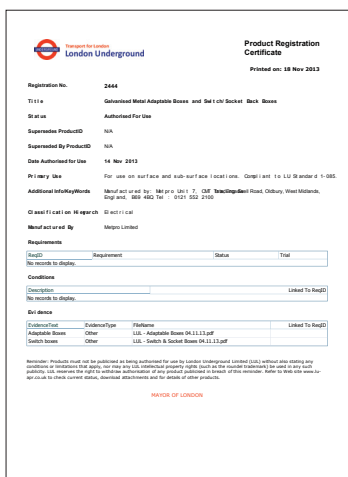 Transport for London
London Underground
Product Registration
Certificate
Printed on: 18 Nov 2013
Registration No. 2444
Title Galvanised Metal Adaptable Boxes and Switch/Socket Back Boxes
Status Authorised For Use
Supersedes ProductID N/A
Superseded By ProductID N/A
Date Authorised for Use 14 Nov 2013
Primary Use For use on surface and sub-surface locations. Compliant to LU Standard 1-085.
Additional Info/KeyWords Manufactured by: Metpro Unit 7, CMT Road, Oldbury, West Midlands,
England, B69 4BQ Tel : 0121 552 2100
Classification Hierarch Electrical
Manufactured By Metpro Limited
Requirements
ReqID Requirement Status Trial
No records to display.
Conditions
Description Linked To ReqID
No records to display.
Evidence
EvidenceText EvidenceType FileName Linked To ReqID
Adaptable Boxes Other LUL - Adaptable Boxes 04.11.13.pdf
Switch boxes Other LUL - Switch & Socket Boxes 04.11.13.pdf
Reminder: Products must not be publicised as being authorised for use by London Underground Limited (LUL) without also stating any
conditions or limitations that apply, nor may any LUL intellectual property rights (such as the roundel trademark) be used in any such
publicity. LUL reserves the right to withdraw authorisation of any product publicised in breach of this reminder. Refer to Web site www.lu-
apr.co.uk to check current status, download attachments and for details of other products.
MAYOR OF LONDON